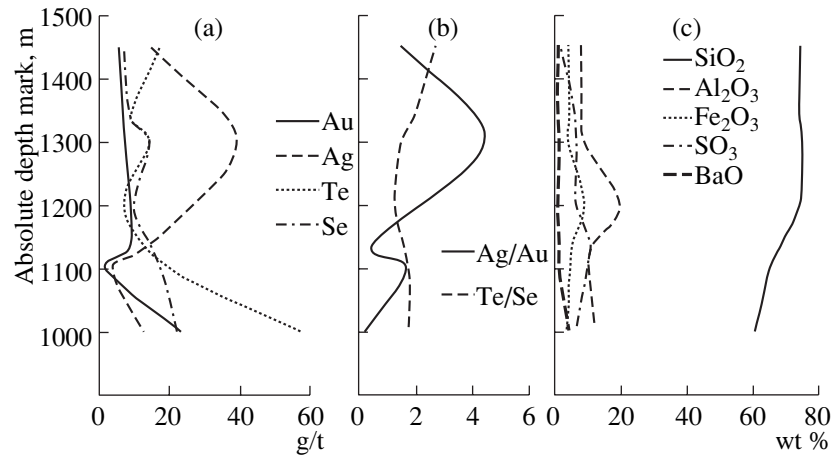 (a)
(b)
(c)
Absolute depth mark, m
1500
1400
1300
1200
1100
1000
Au
Ag
Te
Se
Ag/Au
Te/Se
SiO₂
Al₂O₃
Fe₂O₃
SO₃
BaO
0 20 40 60
g/t
0 2 4 6
0 20 40 60 80
wt %